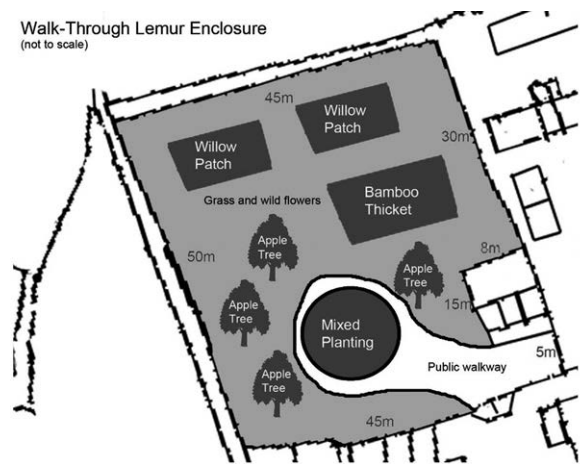 Walk-Through Lemur Enclosure
(not to scale)
45m
Willow
Patch
Willow
Patch
30m
Bamboo
Thicket
Grass and wild flowers
Apple
Tree
50m
8m
Apple
Tree
Apple
Tree
15m
Mixed
Planting
Public walkway
5m
Apple
Tree
45m